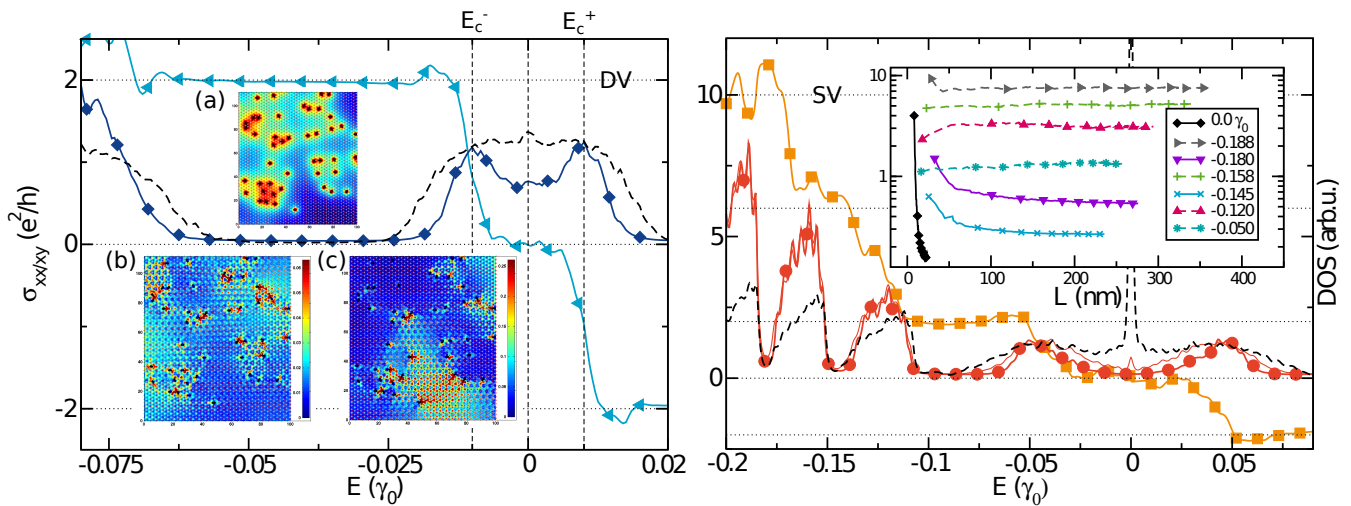 E_c^- E_c^+
σ_xx/xy (e²/h)
2
0
-2
DV
(a)
(b)
(c)
-0.075 -0.05 -0.025 0 0.02
E (γ_0)
SV
10
5
0
-0.2 -0.15 -0.1 -0.05 0 0.05
E (γ_0)
DOS (arb.u.)
10
1
0 100 200 300 400
L (nm)
0.0 γ_0
-0.188
-0.180
-0.158
-0.145
-0.120
-0.050